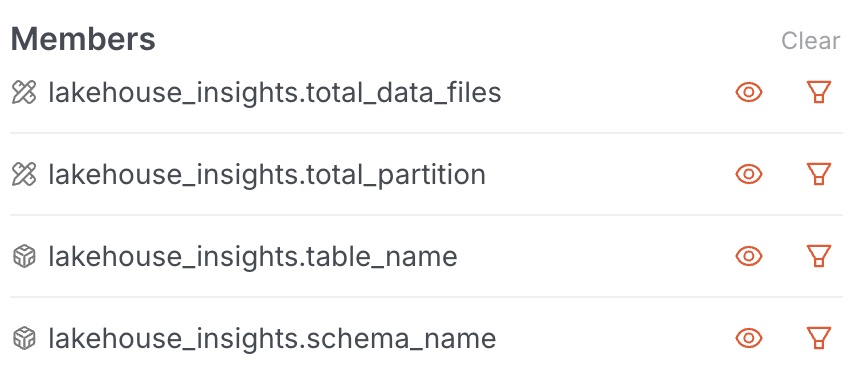 Members
Clear
lakehouse_insights.total_data_files
lakehouse_insights.total_partition
lakehouse_insights.table_name
lakehouse_insights.schema_name